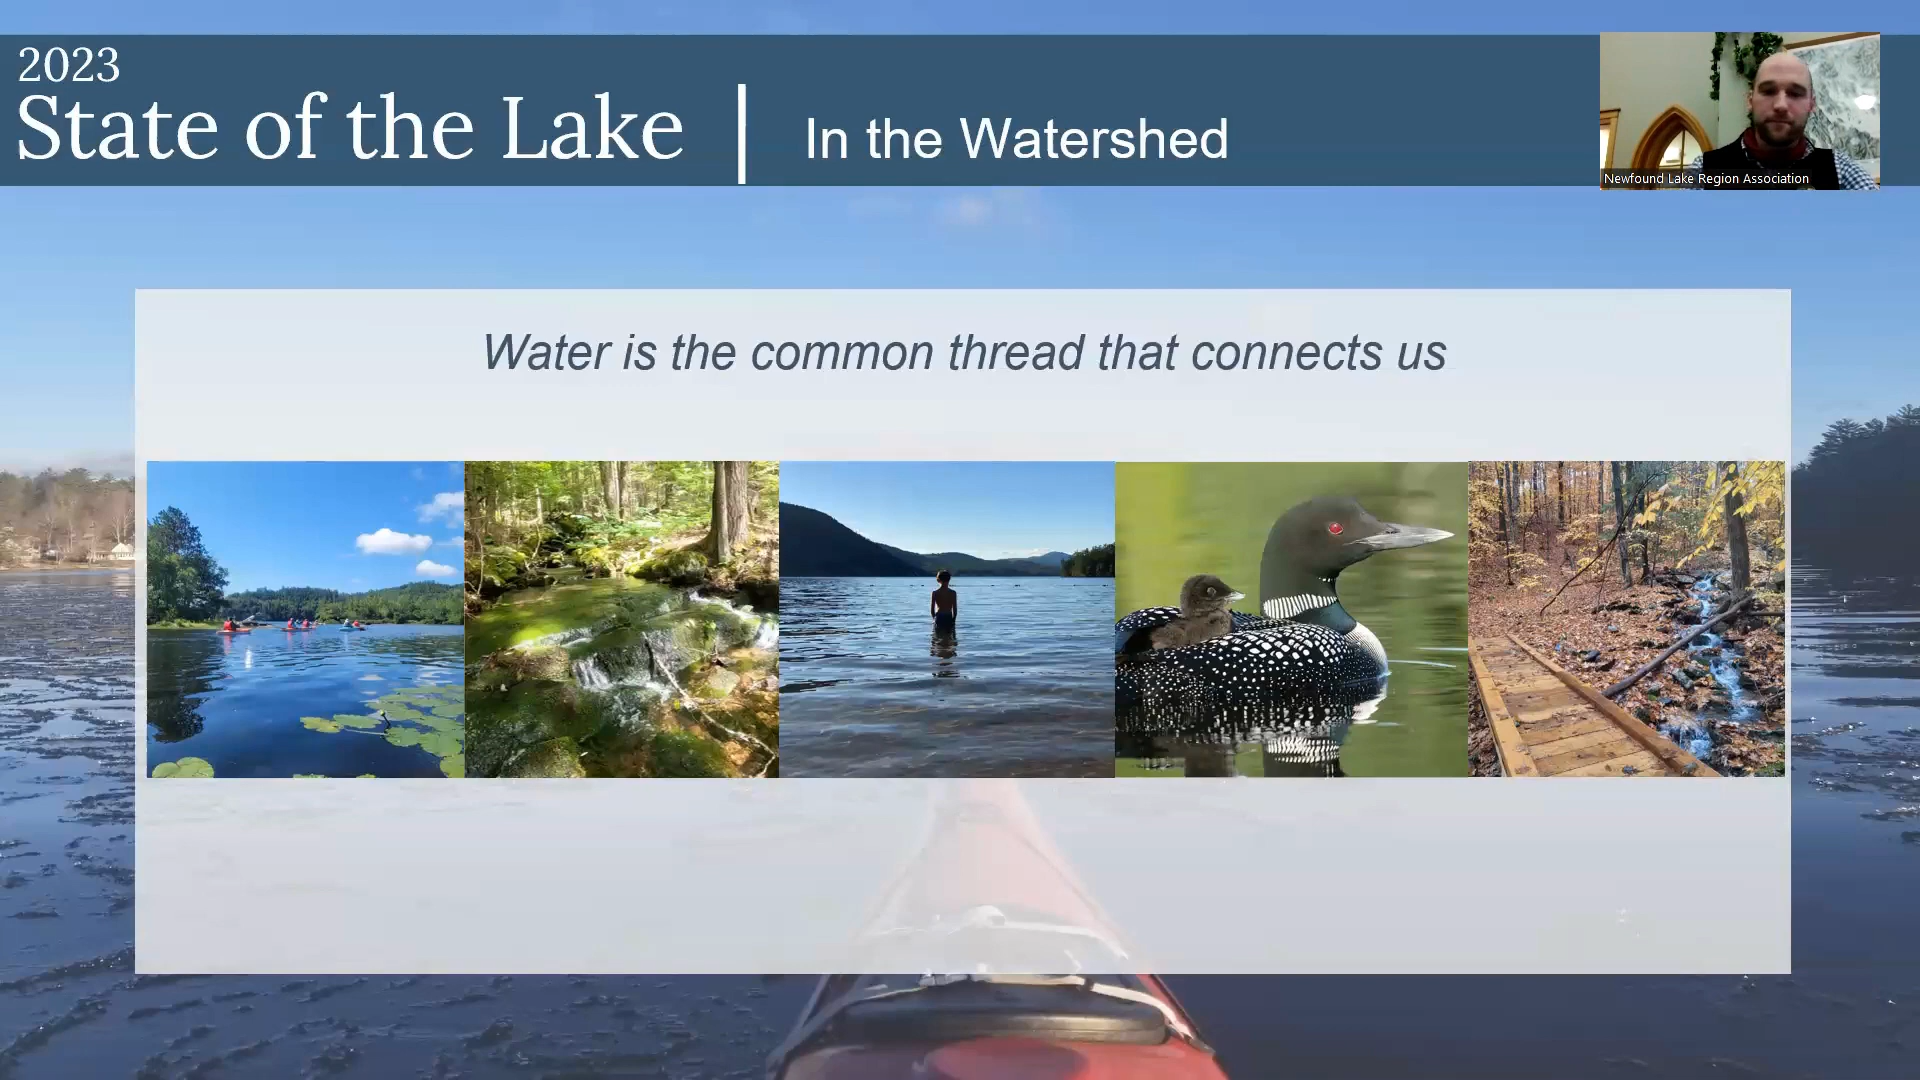 2023
State of the Lake
In the Watershed
Newfound Lake Region Association
Water is the common thread that connects us